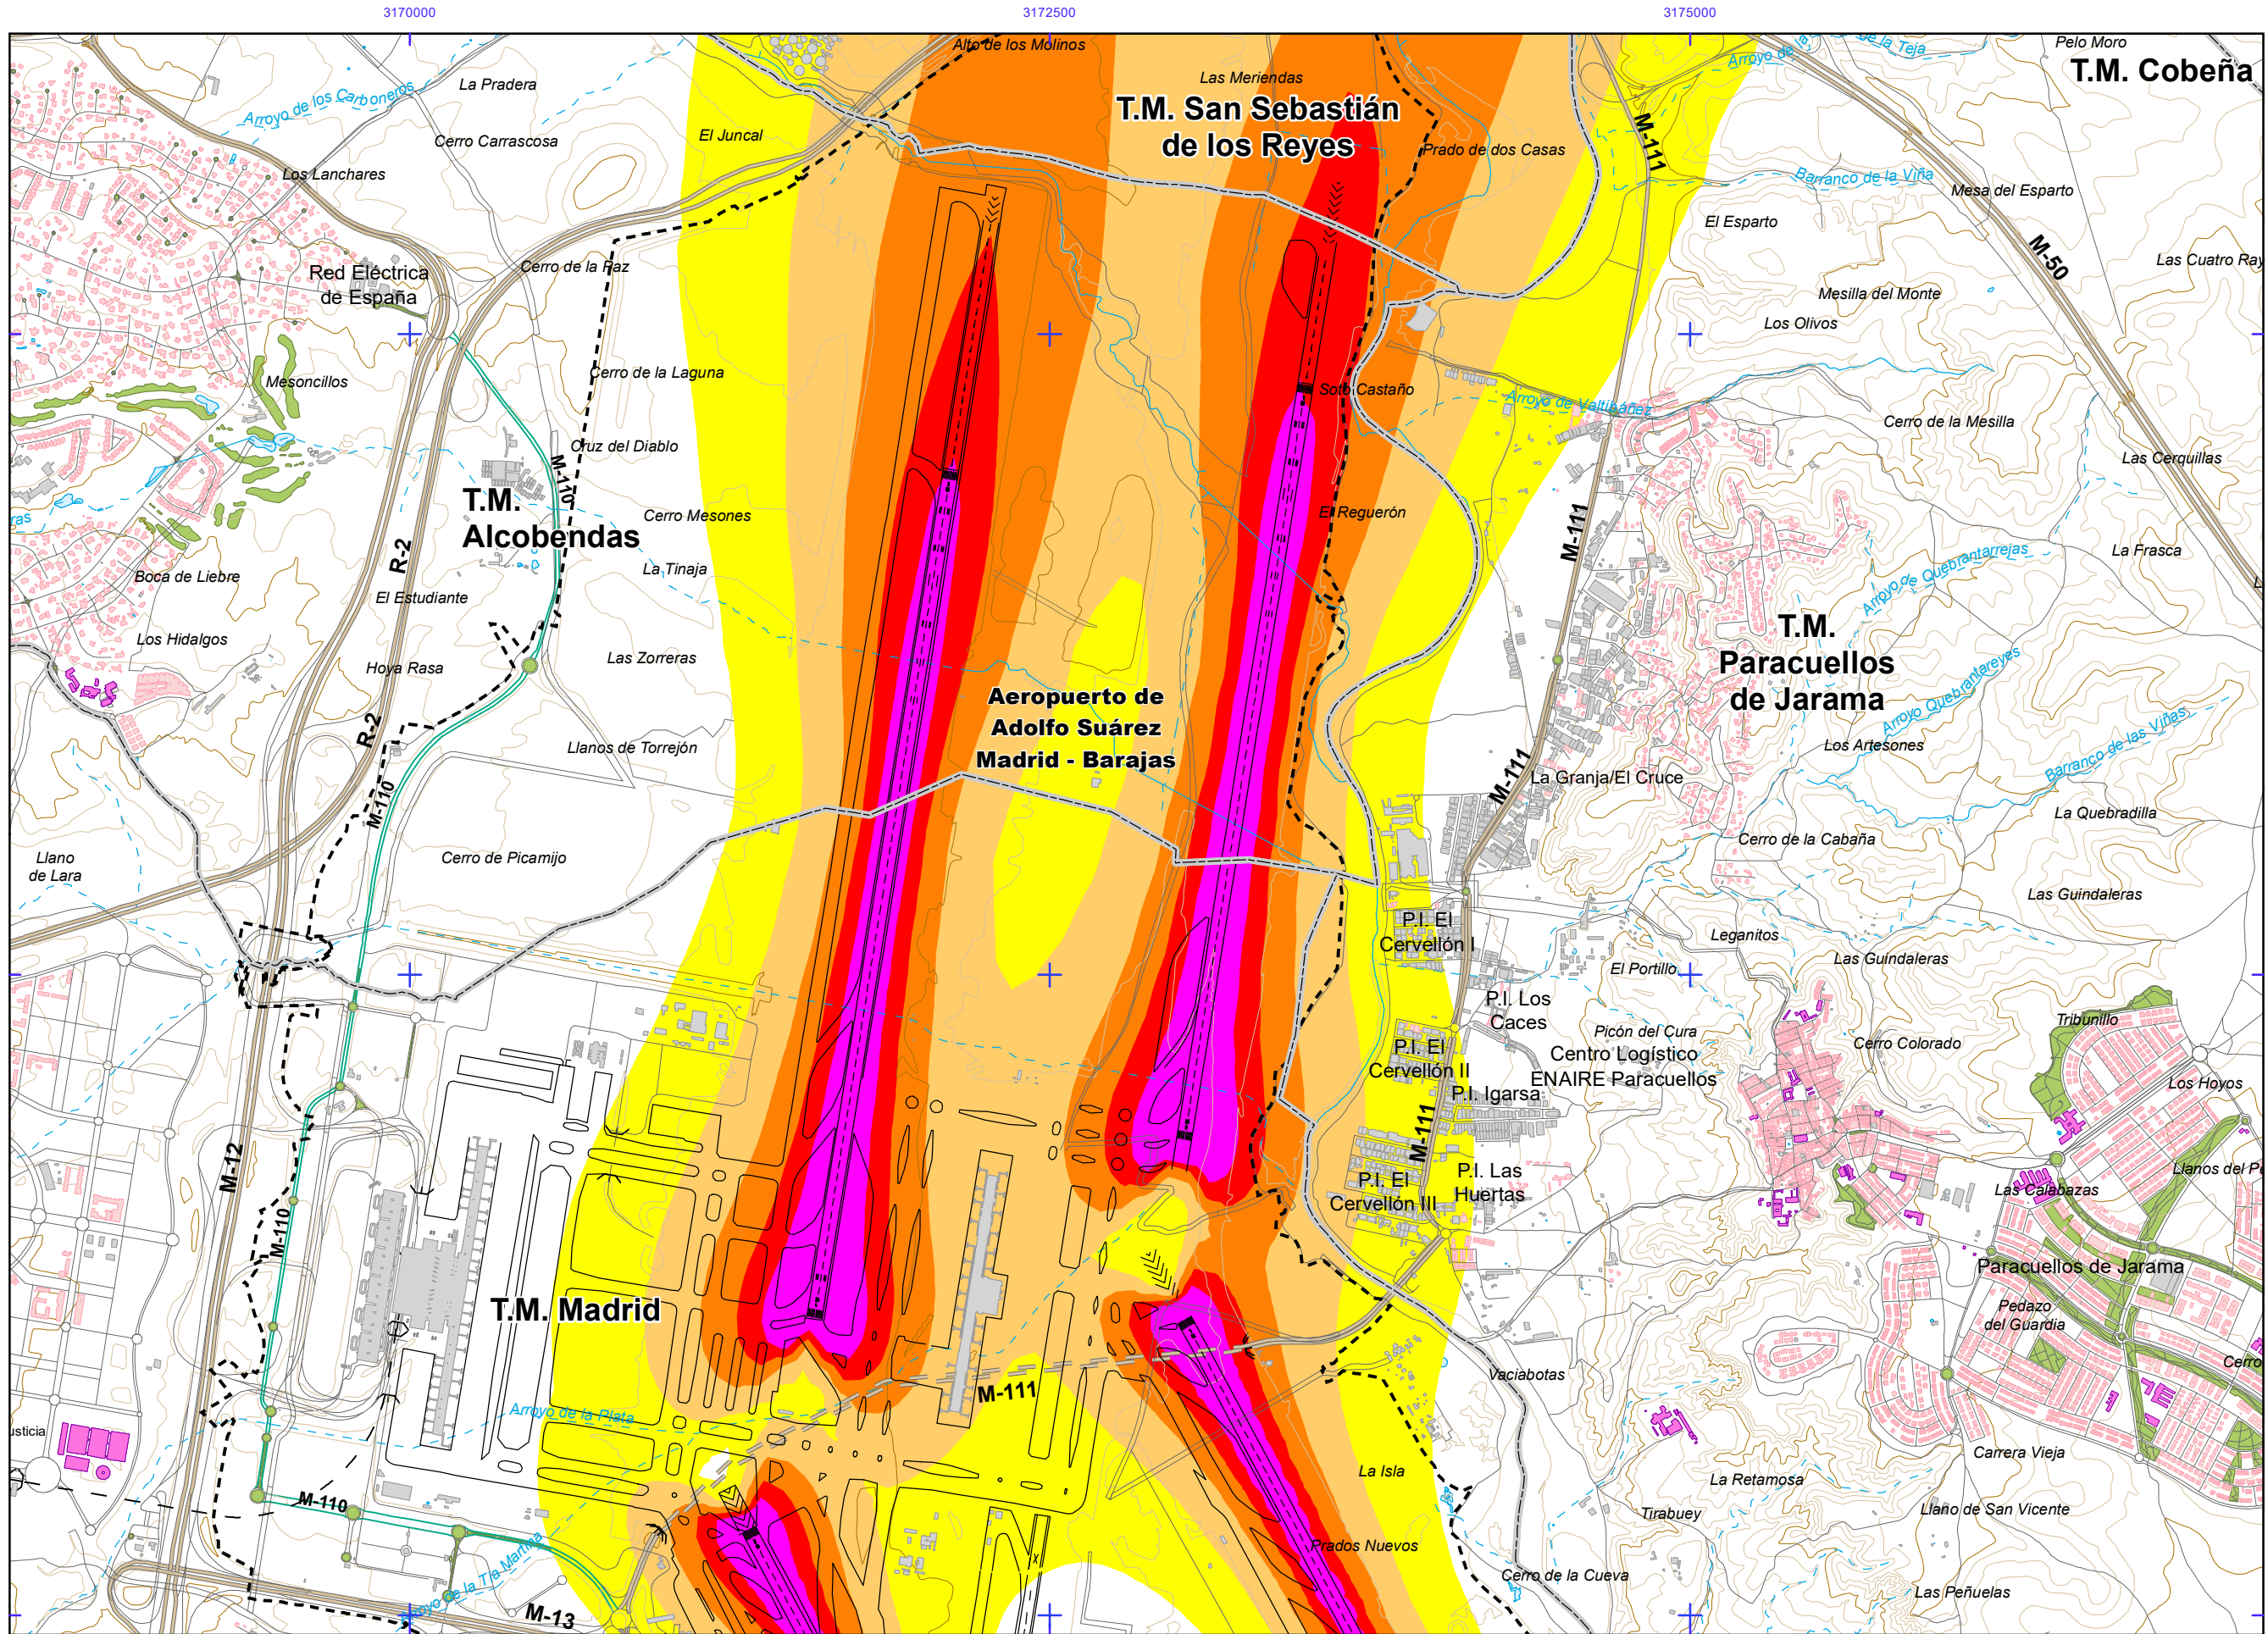 3170000
3172500
3175000
Alto de los Molinos
La Pradera
Las Meriendas
Arroyo de la
de la Teja
Pelo Moro
T.M. Cobeña
Arroyo de los Carboneros
Cerro Carrascosa
El Juncal
T.M. San Sebastián
de los Reyes
Prado de dos Casas
M-111
Barranco de la Viña
Mesa del Esparto
Los Lanchares
El Esparto
M-50
Las Cuatro Ray
Red Eléctrica
de España
Cerro de la Paz
Mesilla del Monte
Los Olivos
Mesoncillos
Cerro de la Laguna
Soto Castaño
Arroyo de Valtibáñez
Cerro de la Mesilla
Cruz del Diablo
M-110
Las Cerquillas
T.M.
Alcobendas
Cerro Mesones
El Reguerón
ras
R-2
M-111
La Frasca
Boca de Liebre
La Tinaja
El Estudiante
Arroyo de Quebrantarrejas
L
Los Hidalgos
Hoya Rasa
Las Zorreras
T.M.
Paracuellos
de Jarama
Aeropuerto de
Adolfo Suárez
Madrid - Barajas
R-2
Llanos de Torrejón
Arroyo Quebrantareyes
Los Artesones
Barranco de las Viñas
M-110
M-111
La Granja/El Cruce
La Quebradilla
Llano
de Lara
Cerro de Picamijo
Cerro de la Cabaña
Las Guindaleras
P.I. El
Cervellón I
Leganitos
Las Guindaleras
El Portillo
P.I. Los
Caces
Tribunillo
Picón del Cura
Cerro Colorado
P.I. El
Cervellón II
Centro Logístico
ENAIRE Paracuellos
P.I. Igarsa
Los Hoyos
M-12
M-111
P.I. El
Cervellón III
P.I. Las
Huertas
Llanos del P
Las Calabazas
M-110
Paracuellos de Jarama
T.M. Madrid
Pedazo
del Guardia
Cerro
Vaciabotas
M-111
Arroyo de la Plata
usticia
Carrera Vieja
La Isla
La Retamosa
M-110
Tirabuey
Llano de San Vicente
Prados Nuevos
Cerro de la Cueva
Las Peñuelas
Arroyo de la Tía Martina
M-13